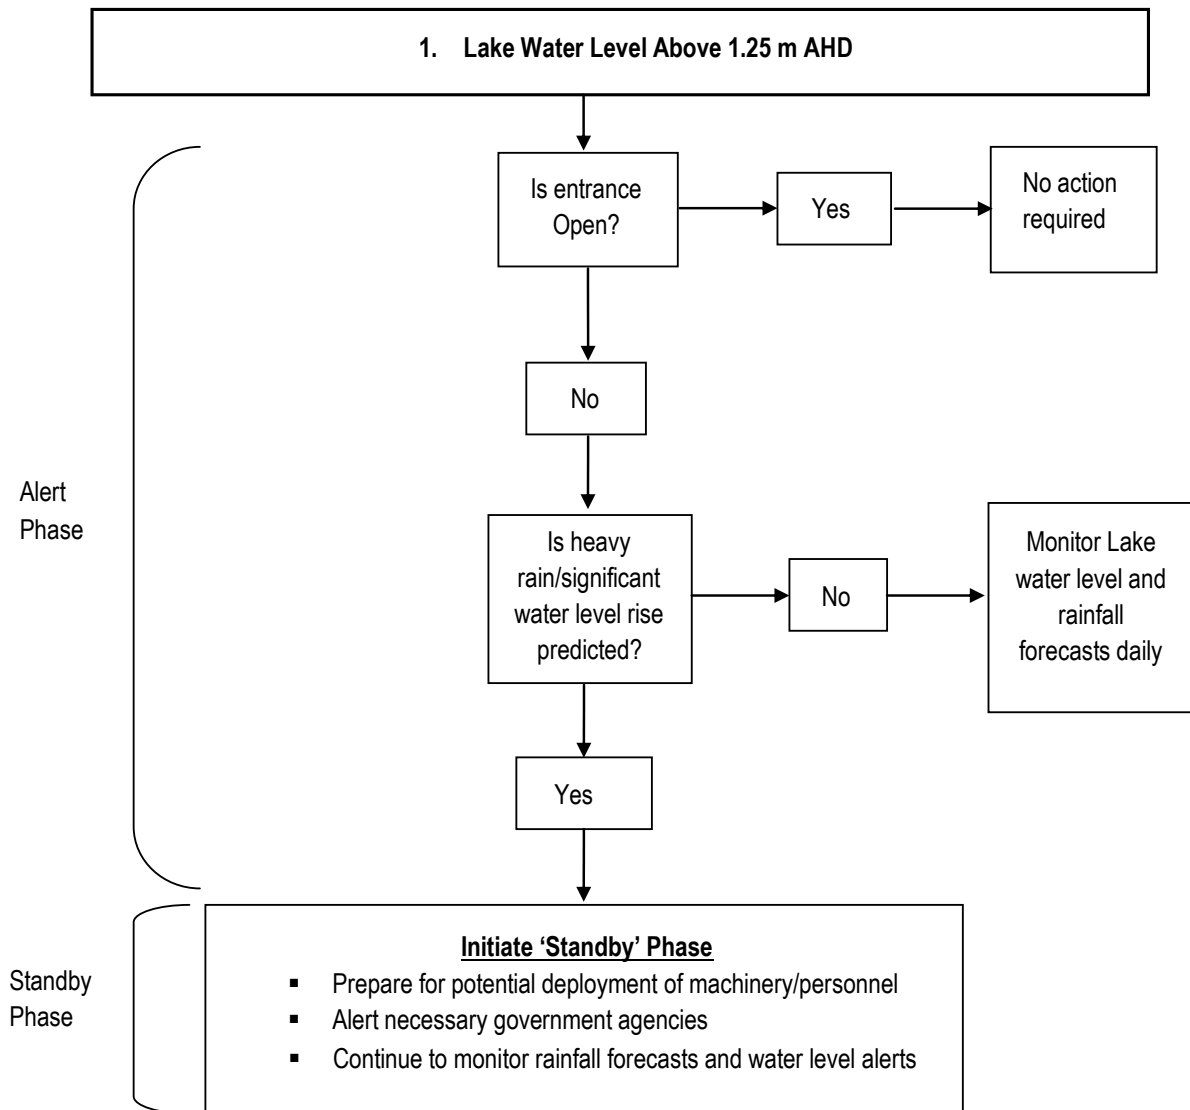 1. Lake Water Level Above 1.25 m AHD
Is entrance
Open?
Yes
No action
required
No
Alert
Phase
Is heavy
rain/significant
water level rise
predicted?
No
Monitor Lake
water level and
rainfall
forecasts daily
Yes
Standby
Phase
Initiate ‘Standby’ Phase
▪ Prepare for potential deployment of machinery/personnel
▪ Alert necessary government agencies
▪ Continue to monitor rainfall forecasts and water level alerts